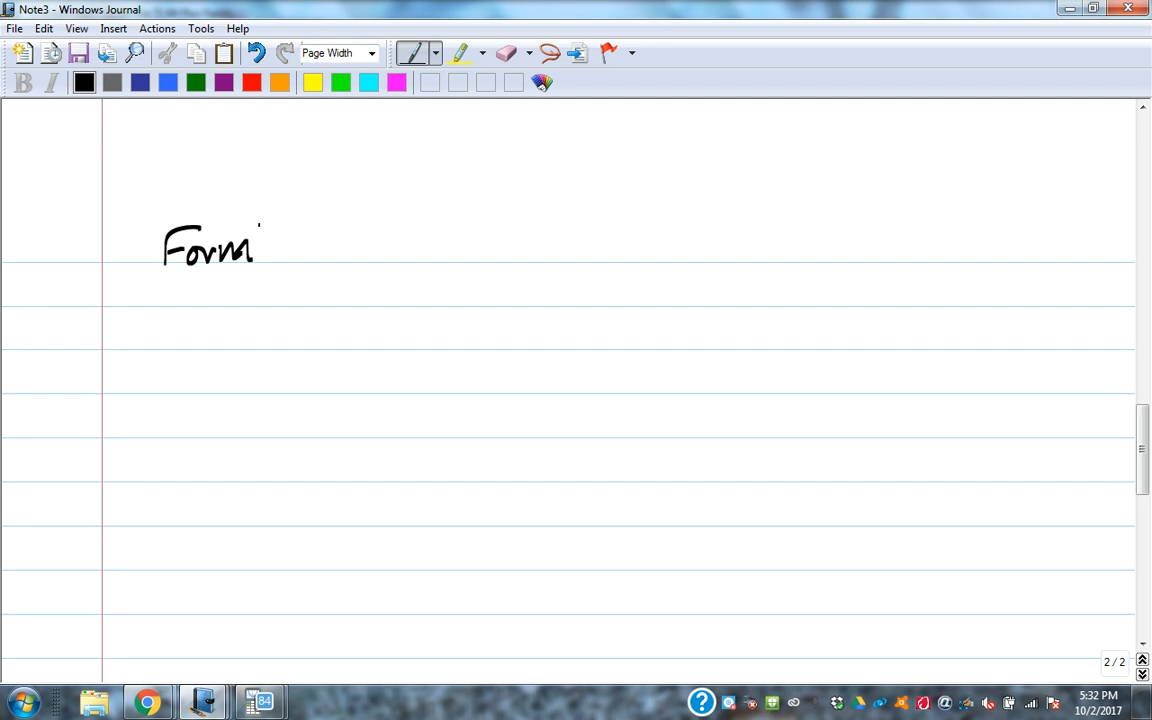 Note3 - Windows Journal
File Edit View Insert Actions Tools Help
Page Width
B I
Form
2 / 2
84
5:32 PM
10/2/2017